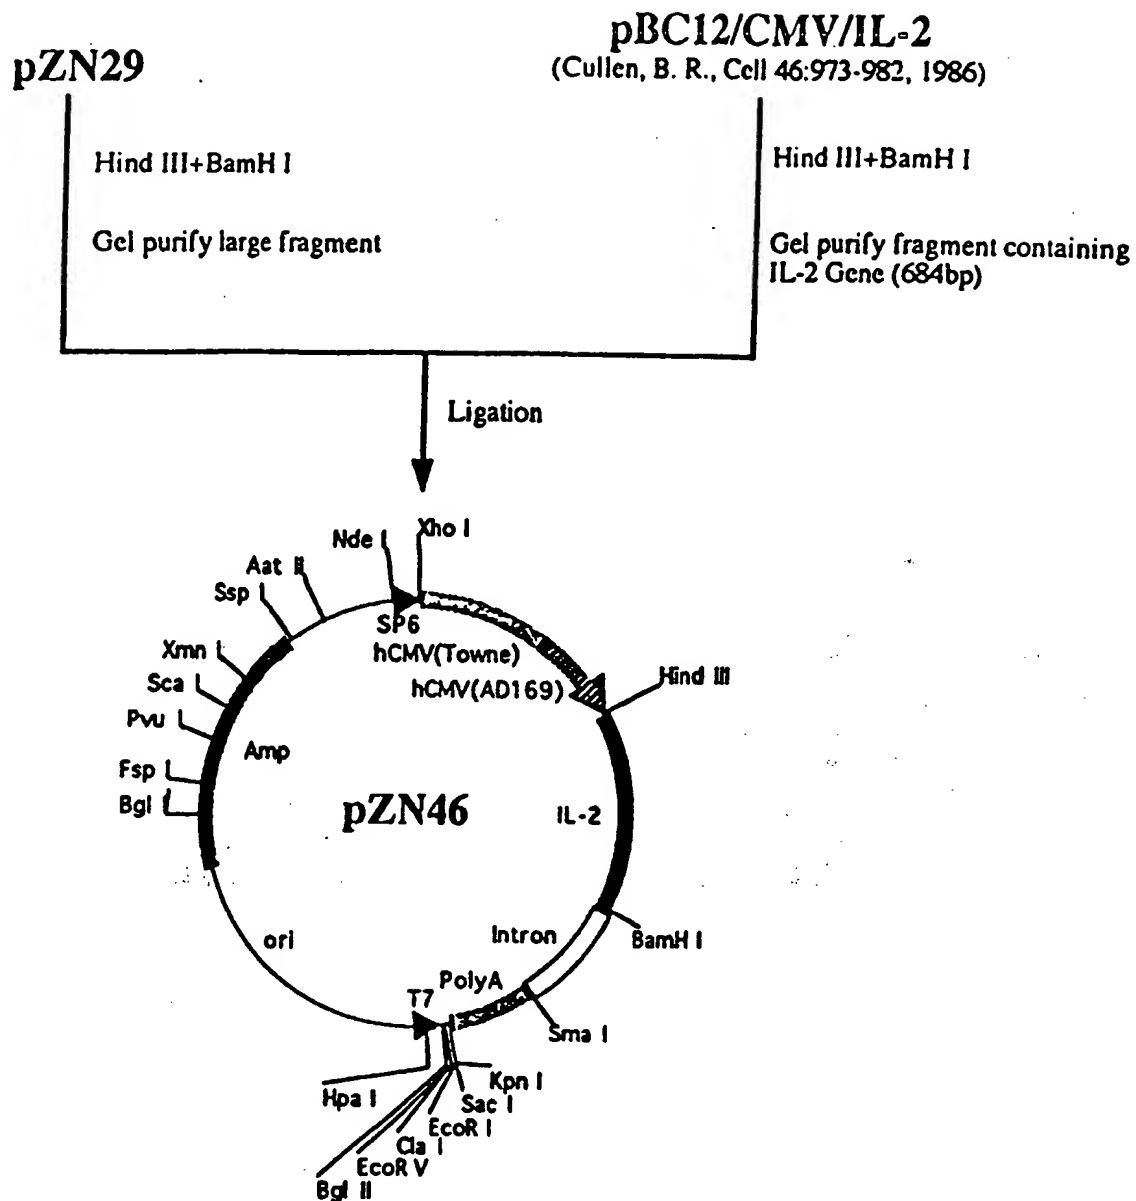 pZN29
pBC12/CMV/IL-2
(Cullen, B. R., Cell 46:973-982, 1986)
Hind III+BamH I
Gel purify large fragment
Hind III+BamH I
Gel purify fragment containing
IL-2 Gene (684bp)
Ligation
Xho I
Nde I
Aat II
Ssp I
SP6
hCMV(Towne)
hCMV(AD169)
Hind III
Xmn I
Sca I
Pvu I
Fsp I
Bgl I
Amp
pZN46
IL-2
ori
Intron
BamH I
PolyA
T7
Sma I
Kpn I
Hpa I
Sac I
EcoR I
Cla I
EcoR V
Bgl II